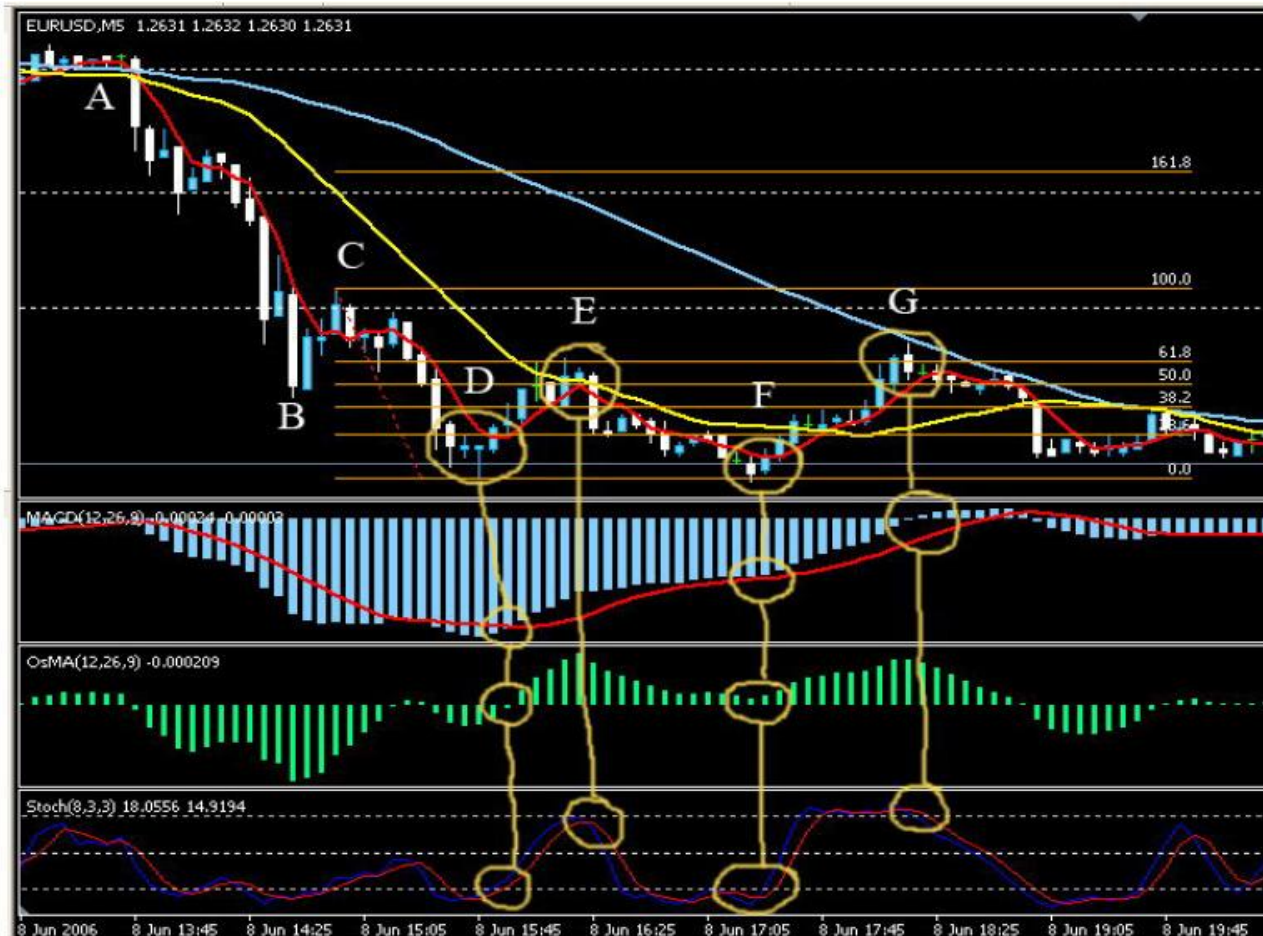 EURUSD,M5 1.2631 1.2632 1.2630 1.2631
A
161.8
C
100.0
G
E
61.8
D
50.0
F
38.2
B
23.6
0.0
MACD(12,26,9) -0.00024 -0.00003
OsMA(12,26,9) -0.000209
Stoch(8,3,3) 18.0556 14.9194
8 Jun 2006 8 Jun 13:45 8 Jun 14:25 8 Jun 15:05 8 Jun 15:45 8 Jun 16:25 8 Jun 17:05 8 Jun 17:45 8 Jun 18:25 8 Jun 19:05 8 Jun 19:45